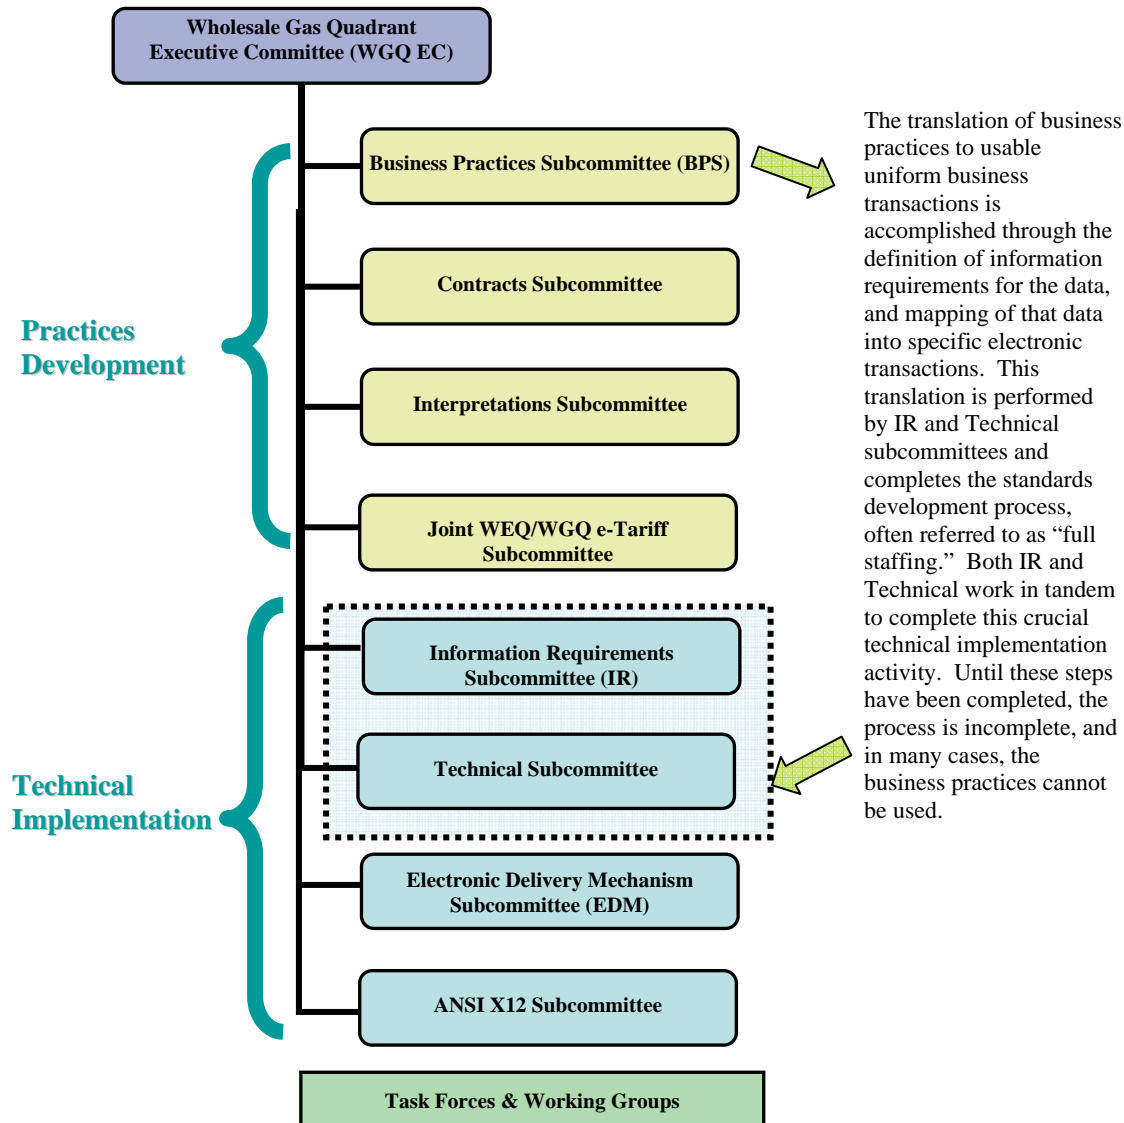 Wholesale Gas Quadrant
Executive Committee (WGQ EC)
Practices
Development
Business Practices Subcommittee (BPS)
Contracts Subcommittee
Interpretations Subcommittee
Joint WEQ/WGQ e-Tariff
Subcommittee
Technical
Implementation
Information Requirements
Subcommittee (IR)
Technical Subcommittee
Electronic Delivery Mechanism
Subcommittee (EDM)
ANSI X12 Subcommittee
Task Forces & Working Groups
The translation of business
practices to usable
uniform business
transactions is
accomplished through the
definition of information
requirements for the data,
and mapping of that data
into specific electronic
transactions.  This
translation is performed
by IR and Technical
subcommittees and
completes the standards
development process,
often referred to as “full
staffing.”  Both IR and
Technical work in tandem
to complete this crucial
technical implementation
activity.  Until these steps
have been completed, the
process is incomplete, and
in many cases, the
business practices cannot
be used.